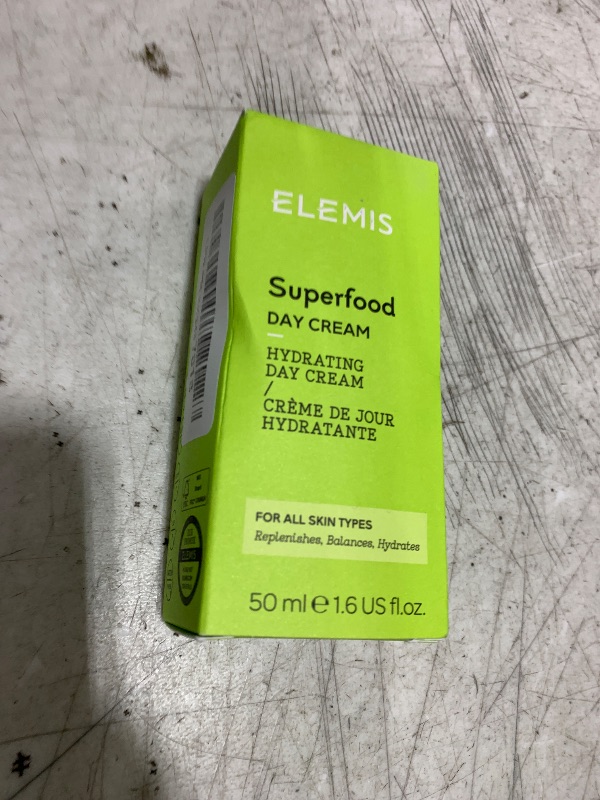 ELEMIS
Superfood
DAY CREAM
HYDRATING
DAY CREAM
/
CRÈME DE JOUR
HYDRATANTE
FOR ALL SKIN TYPES
Replenishes, Balances, Hydrates
50 ml ℮ 1.6 US fl.oz.
ELEMIS